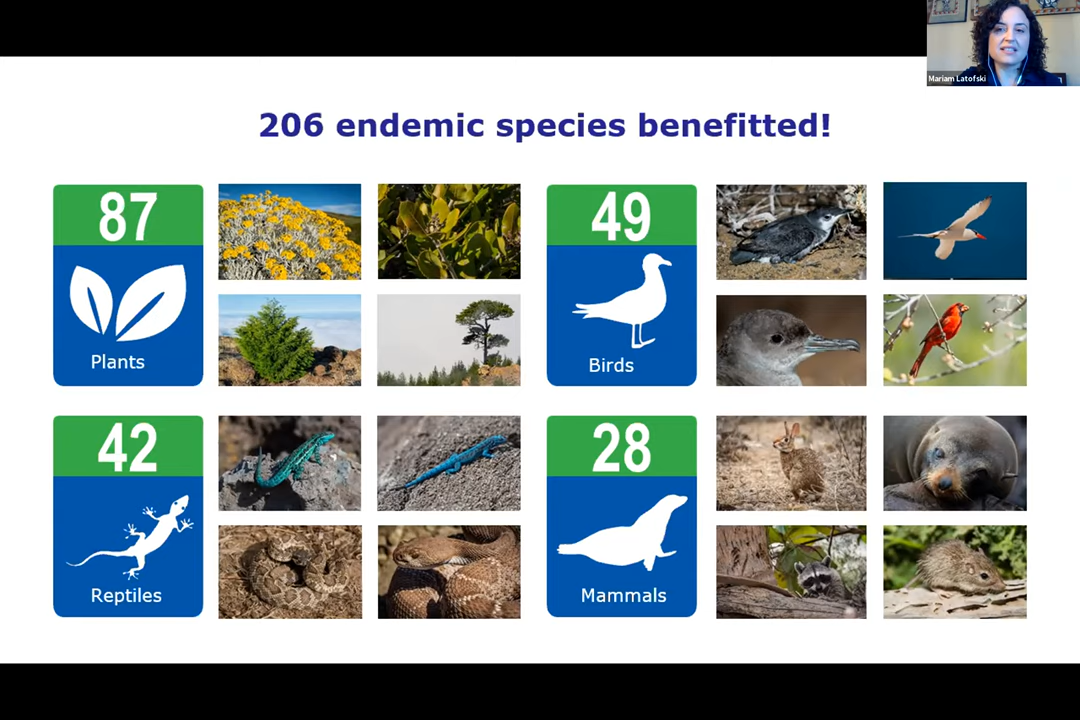 Mariam Latofski
206 endemic species benefitted!
87
Plants
49
Birds
42
Reptiles
28
Mammals